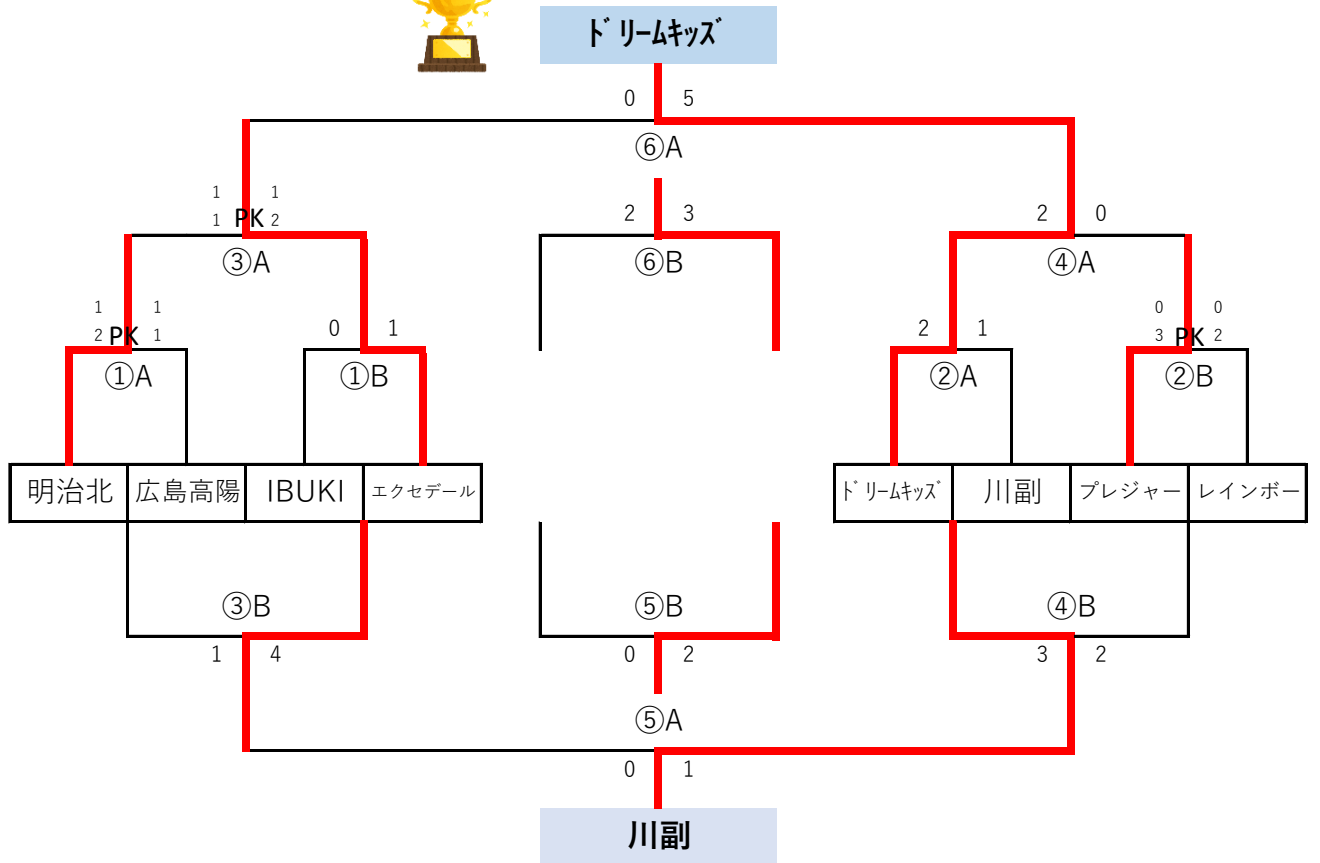 ﾄﾞﾘｰﾑｷｯｽﾞ
0 5
⑥A
1 1
1 PK 2
③A
2 3
⑥B
2 0
④A
1 1
2 PK 1
①A
0 1
①B
2 1
②A
0 0
3 PK 2
②B
明治北 広島高陽 IBUKI エクセデール
ﾄﾞﾘｰﾑｷｯｽﾞ 川副 プレジャー レインボー
③B
1 4
⑤B
0 2
④B
3 2
⑤A
0 1
川副